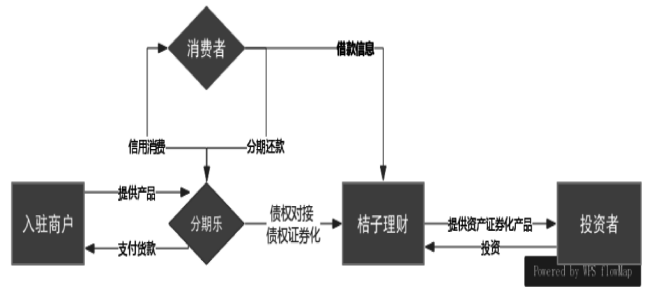 消费者
借款信息
信用消费
分期还款
入驻商户
提供产品
支付货款
分期乐
债权对接
债权证券化
桔子理财
提供资产证券化产品
投资
投资者
Powered by WPS flowMap